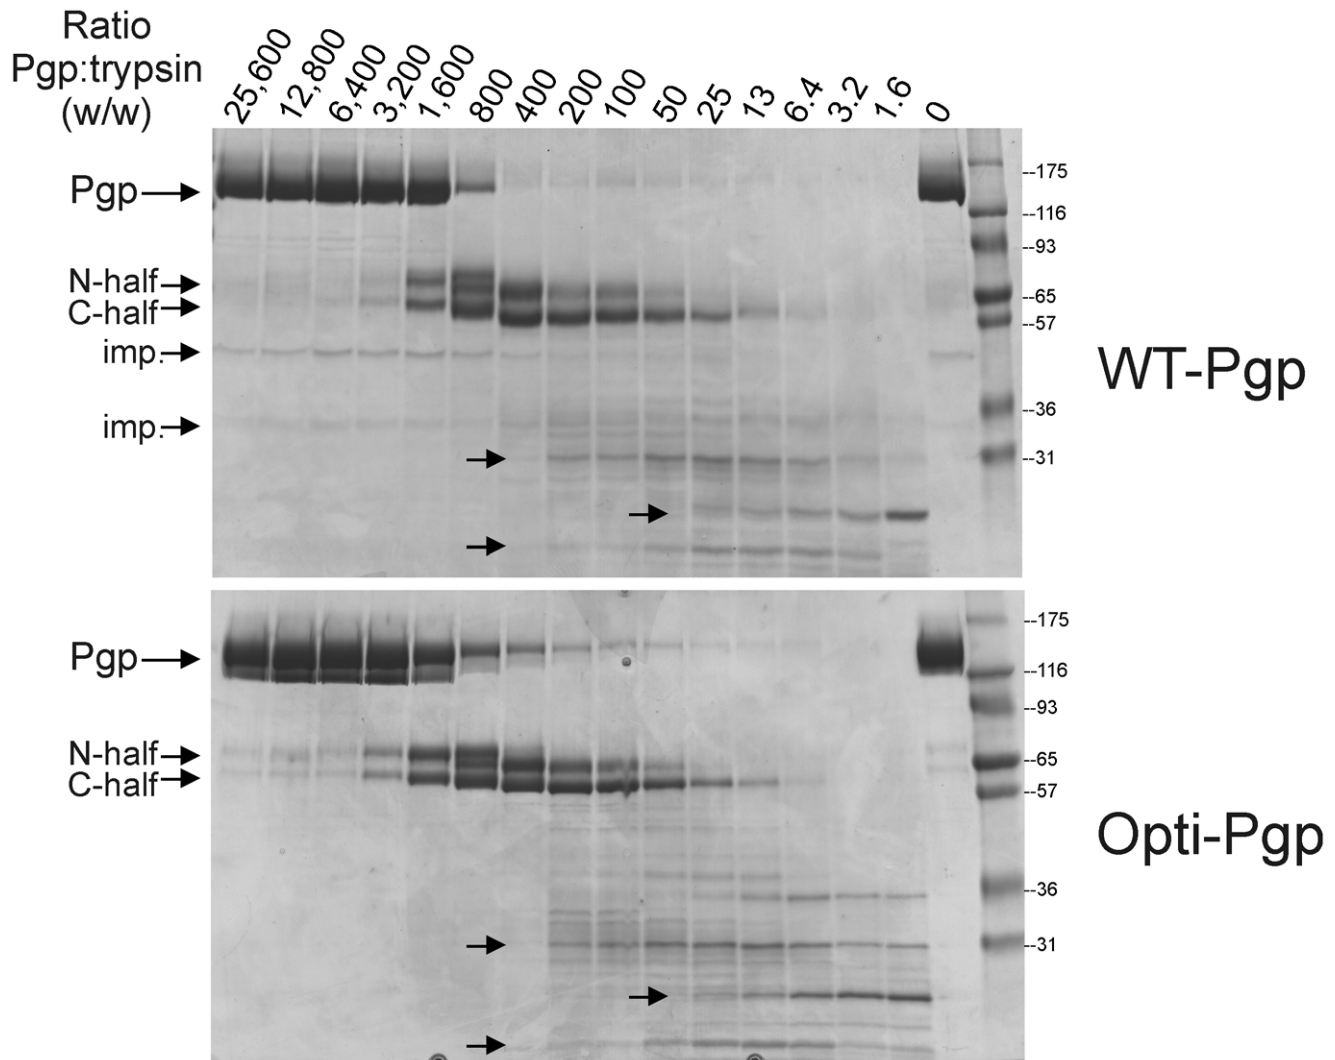 Ratio
Pgp:trypsin
(w/w)
25,600 12,800 6,400 3,200 1,600 800 400 200 100 50 25 13 6.4 3.2 1.6 0
Pgp
N-half
C-half
imp.
imp.
--175
--116
--93
--65
--57
--36
--31
WT-Pgp
Pgp
N-half
C-half
--175
--116
--93
--65
--57
--36
--31
Opti-Pgp